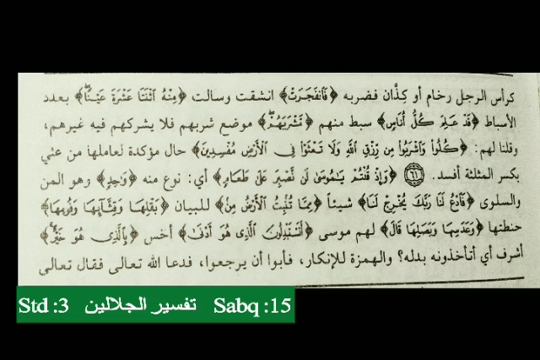 كرأس الرجل رخام أو كِذَّان فضربه ﴿فَانفَجَرَتْ﴾ انشقت وسالت ﴿مِنْهُ اثْنَتَا عَشْرَةَ عَيْنًا﴾ بعدد
الأسباط ﴿قَدْ عَلِمَ كُلُّ أُنَاسٍ﴾ سبط منهم ﴿مَشْرَبَهُمْ﴾ موضع شربهم فلا يشركهم فيه غيرهم،
وقلنا لهم: ﴿كُلُوا وَاشْرَبُوا مِن رِّزْقِ اللَّهِ وَلَا تَعْثَوْا فِي الْأَرْضِ مُفْسِدِينَ﴾ حال مؤكدة لعاملها من عثي
بكسر المثلثة أفسد. ﴿وَإِذْ قُلْتُمْ يَا مُوسَىٰ لَن نَّصْبِرَ عَلَىٰ طَعَامٍ﴾ أي: نوع منه ﴿وَاحِدٍ﴾ وهو المن
والسلوى ﴿فَادْعُ لَنَا رَبَّكَ يُخْرِجْ لَنَا﴾ شيئاً ﴿مِمَّا تُنبِتُ الْأَرْضُ مِن﴾ للبيان ﴿بَقْلِهَا وَقِثَّائِهَا وَفُومِهَا﴾
حنطتها ﴿وَعَدَسِهَا وَبَصَلِهَا قَالَ﴾ لهم موسى ﴿أَتَسْتَبْدِلُونَ الَّذِي هُوَ أَدْنَىٰ﴾ أخس ﴿بِالَّذِي هُوَ خَيْرٌ﴾
أشرف أي أتأخذونه بدله؟ والهمزة للإنكار، فأبوا أن يرجعوا، فدعا الله تعالى فقال تعالى
Std :3 تفسير الجلالين Sabq :15